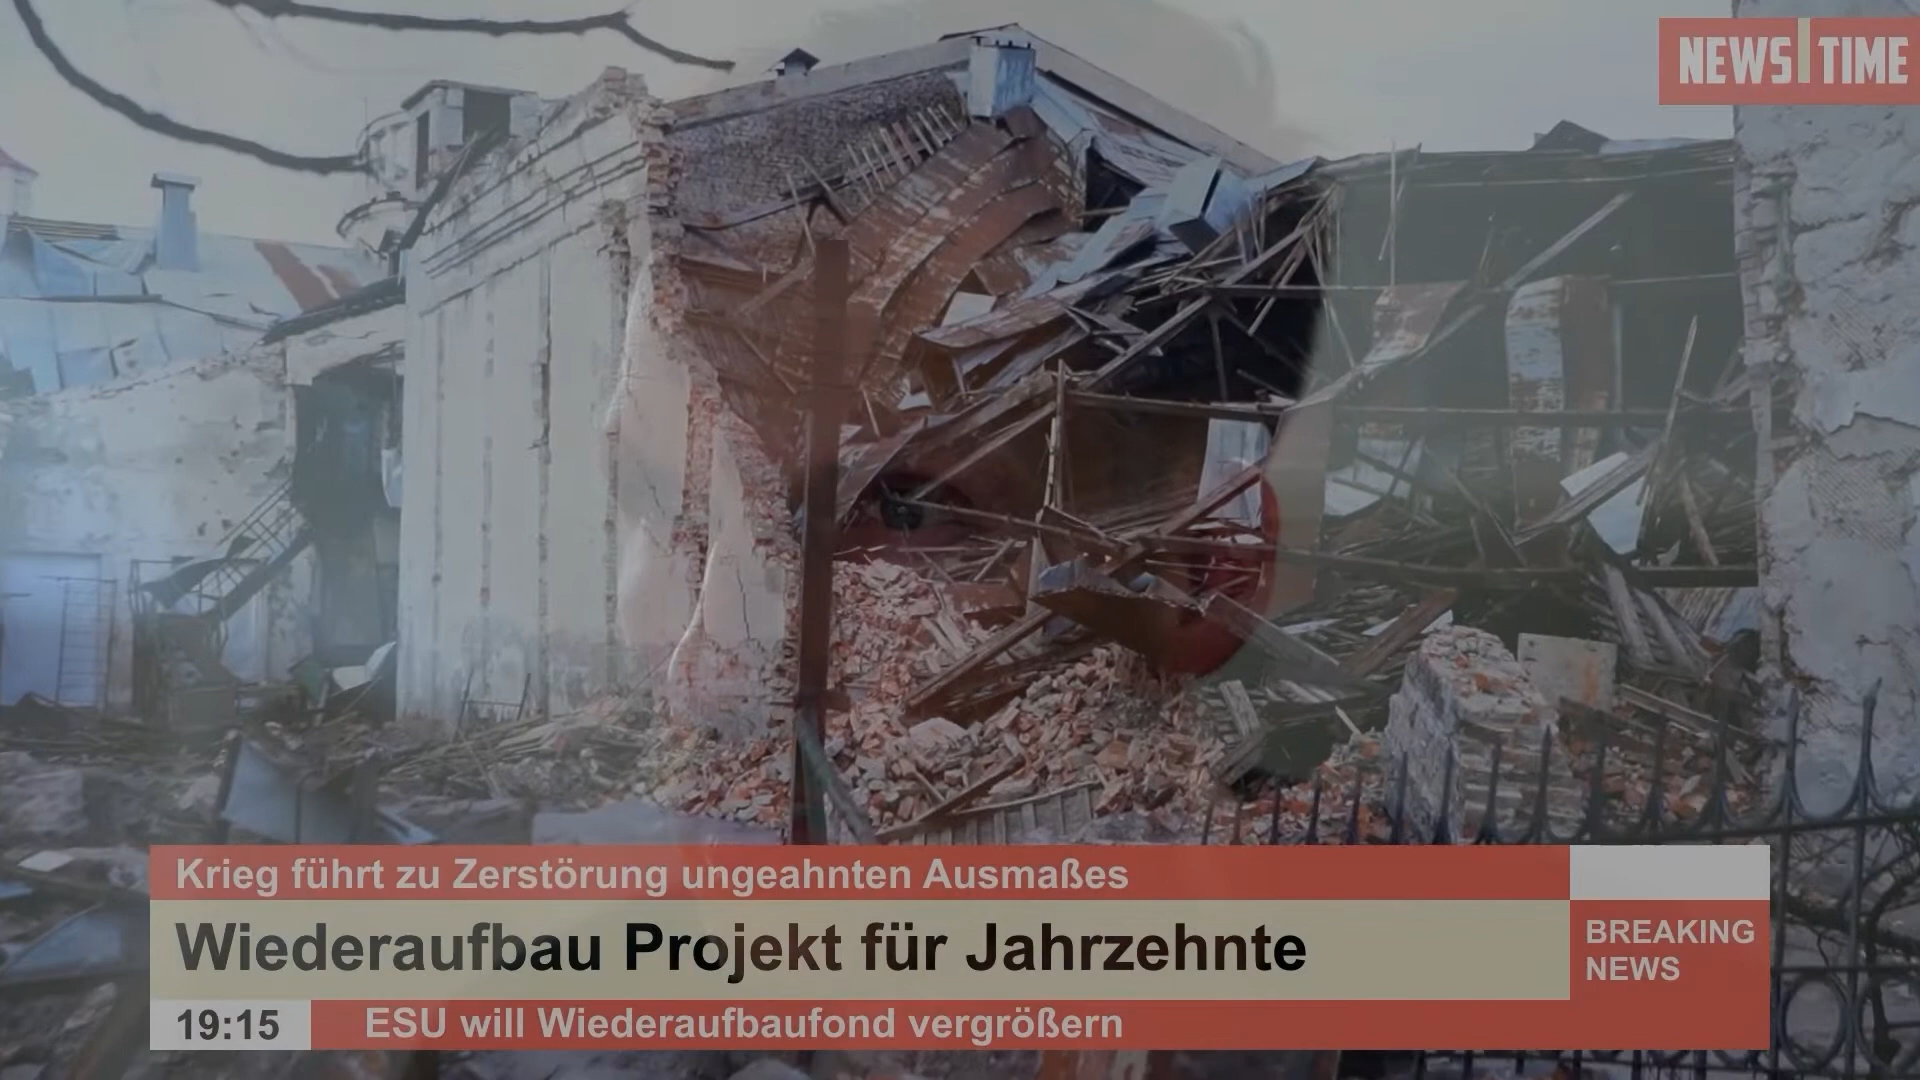 NEWS TIME
Krieg führt zu Zerstörung ungeahnten Ausmaßes
Wiederaufbau Projekt für Jahrzehnte
BREAKING
NEWS
19:15
ESU will Wiederaufbaufond vergrößern